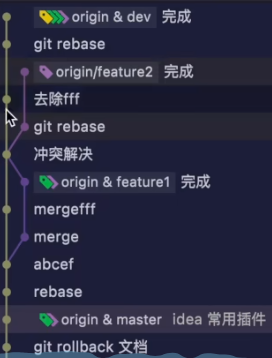 origin & dev 完成
git rebase
origin/feature2 完成
去除fff
git rebase
冲突解决
origin & feature1 完成
mergefff
merge
abcef
rebase
origin & master idea 常用插件
git rollback 文档